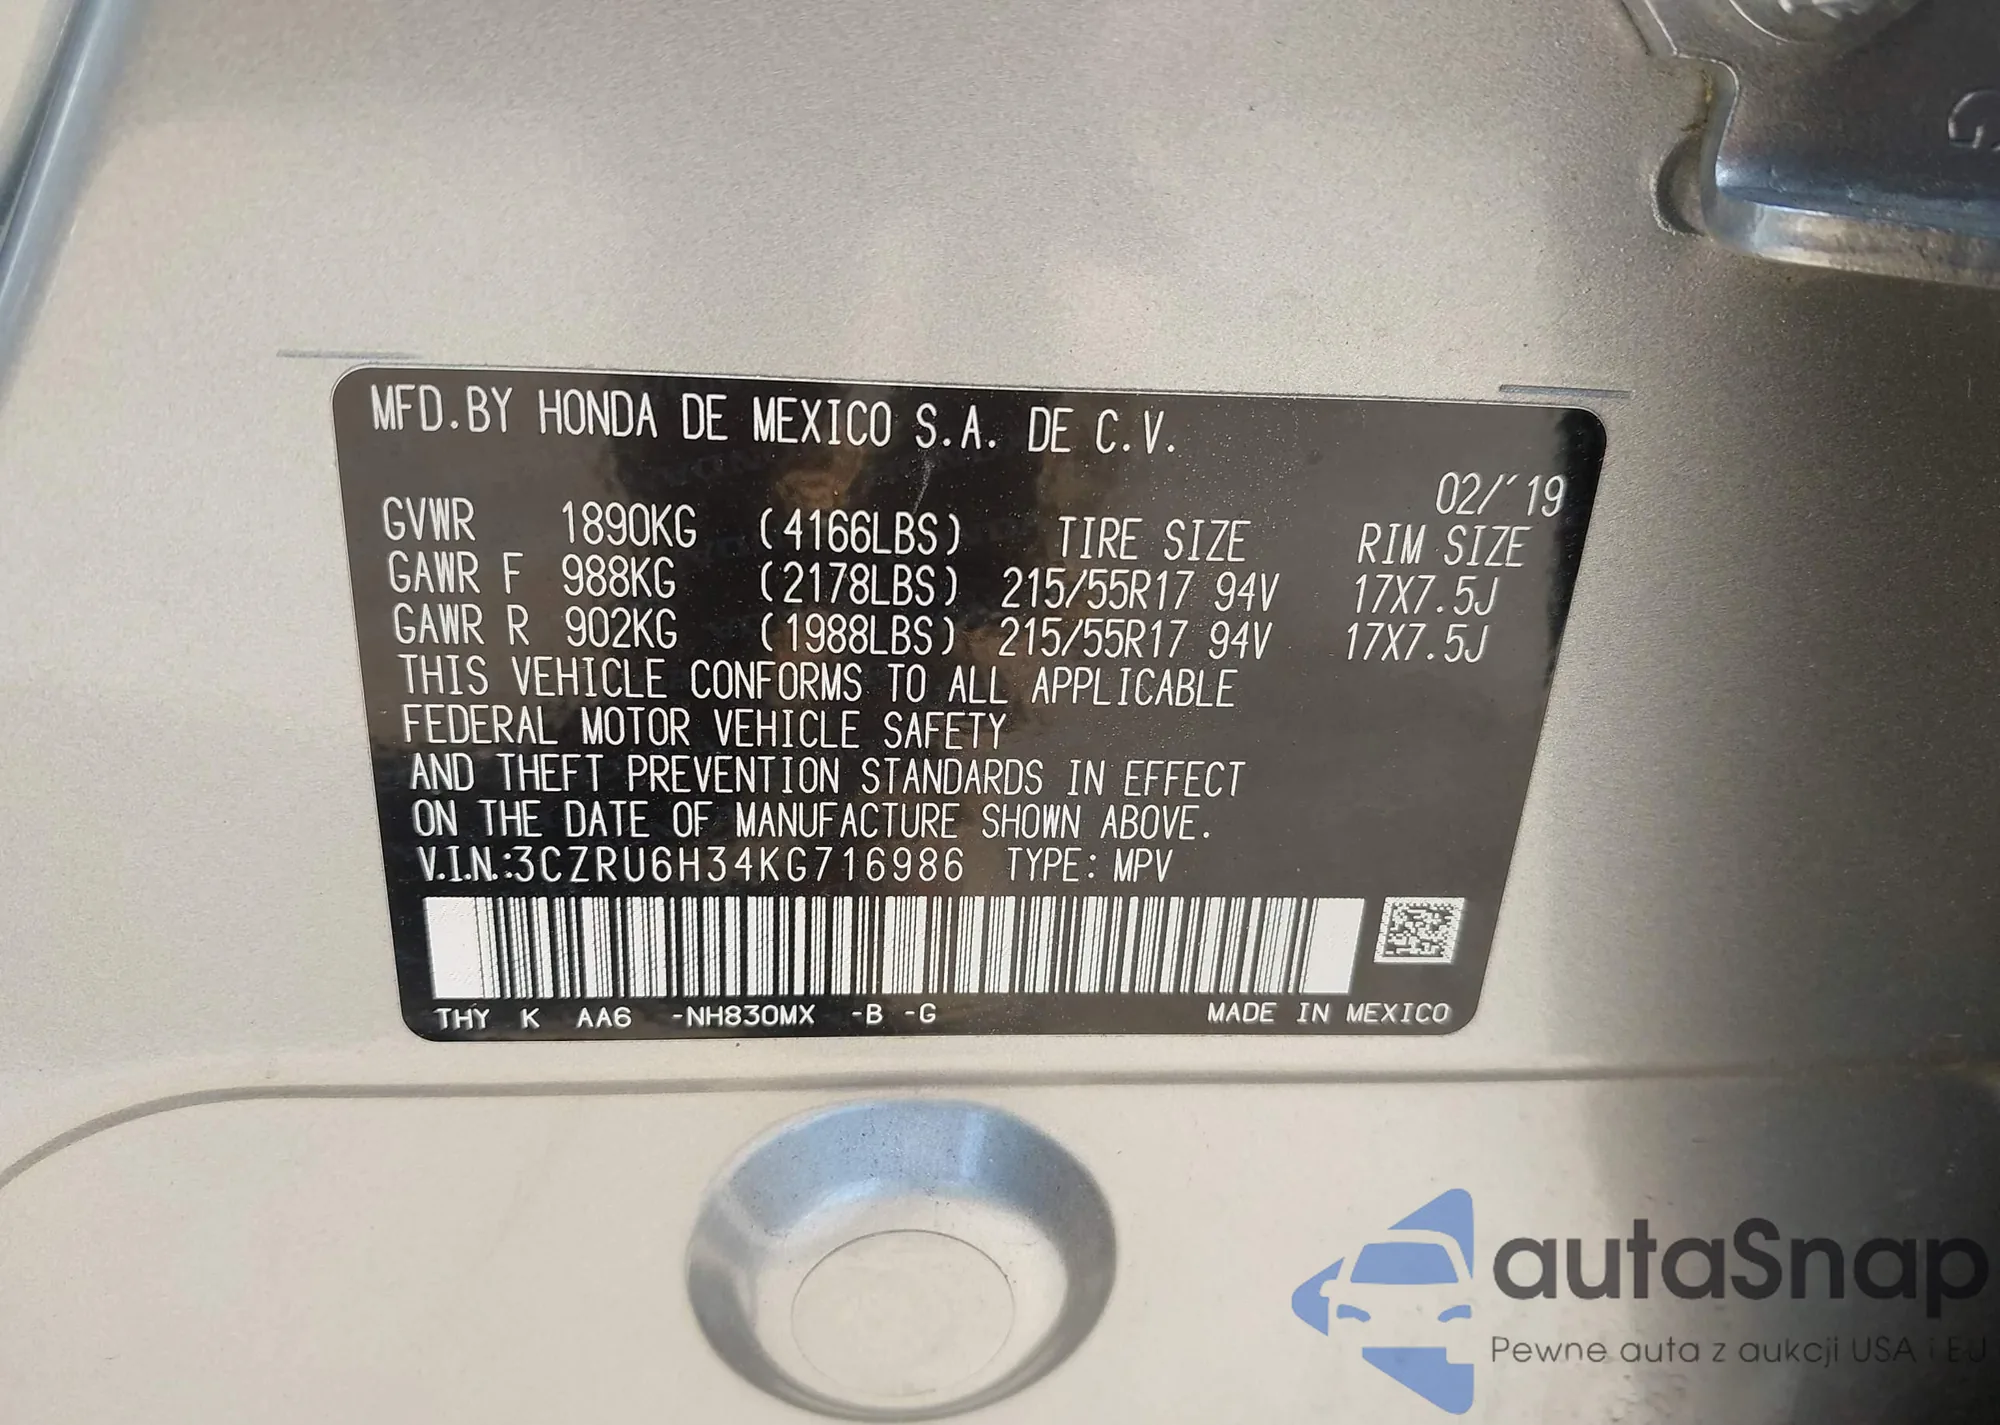 MFD.BY HONDA DE MEXICO S.A. DE C.V.
02/'19
GVWR 1890KG (4166LBS) TIRE SIZE RIM SIZE
GAWR F 988KG (2178LBS) 215/55R17 94V 17X7.5J
GAWR R 902KG (1988LBS) 215/55R17 94V 17X7.5J
THIS VEHICLE CONFORMS TO ALL APPLICABLE
FEDERAL MOTOR VEHICLE SAFETY
AND THEFT PREVENTION STANDARDS IN EFFECT
ON THE DATE OF MANUFACTURE SHOWN ABOVE.
V.I.N.:3CZRU6H34KG716986 TYPE: MPV
THY K AA6 -NH830MX -B -G MADE IN MEXICO
autaSnap
Pewne auta z aukcji USA i EU